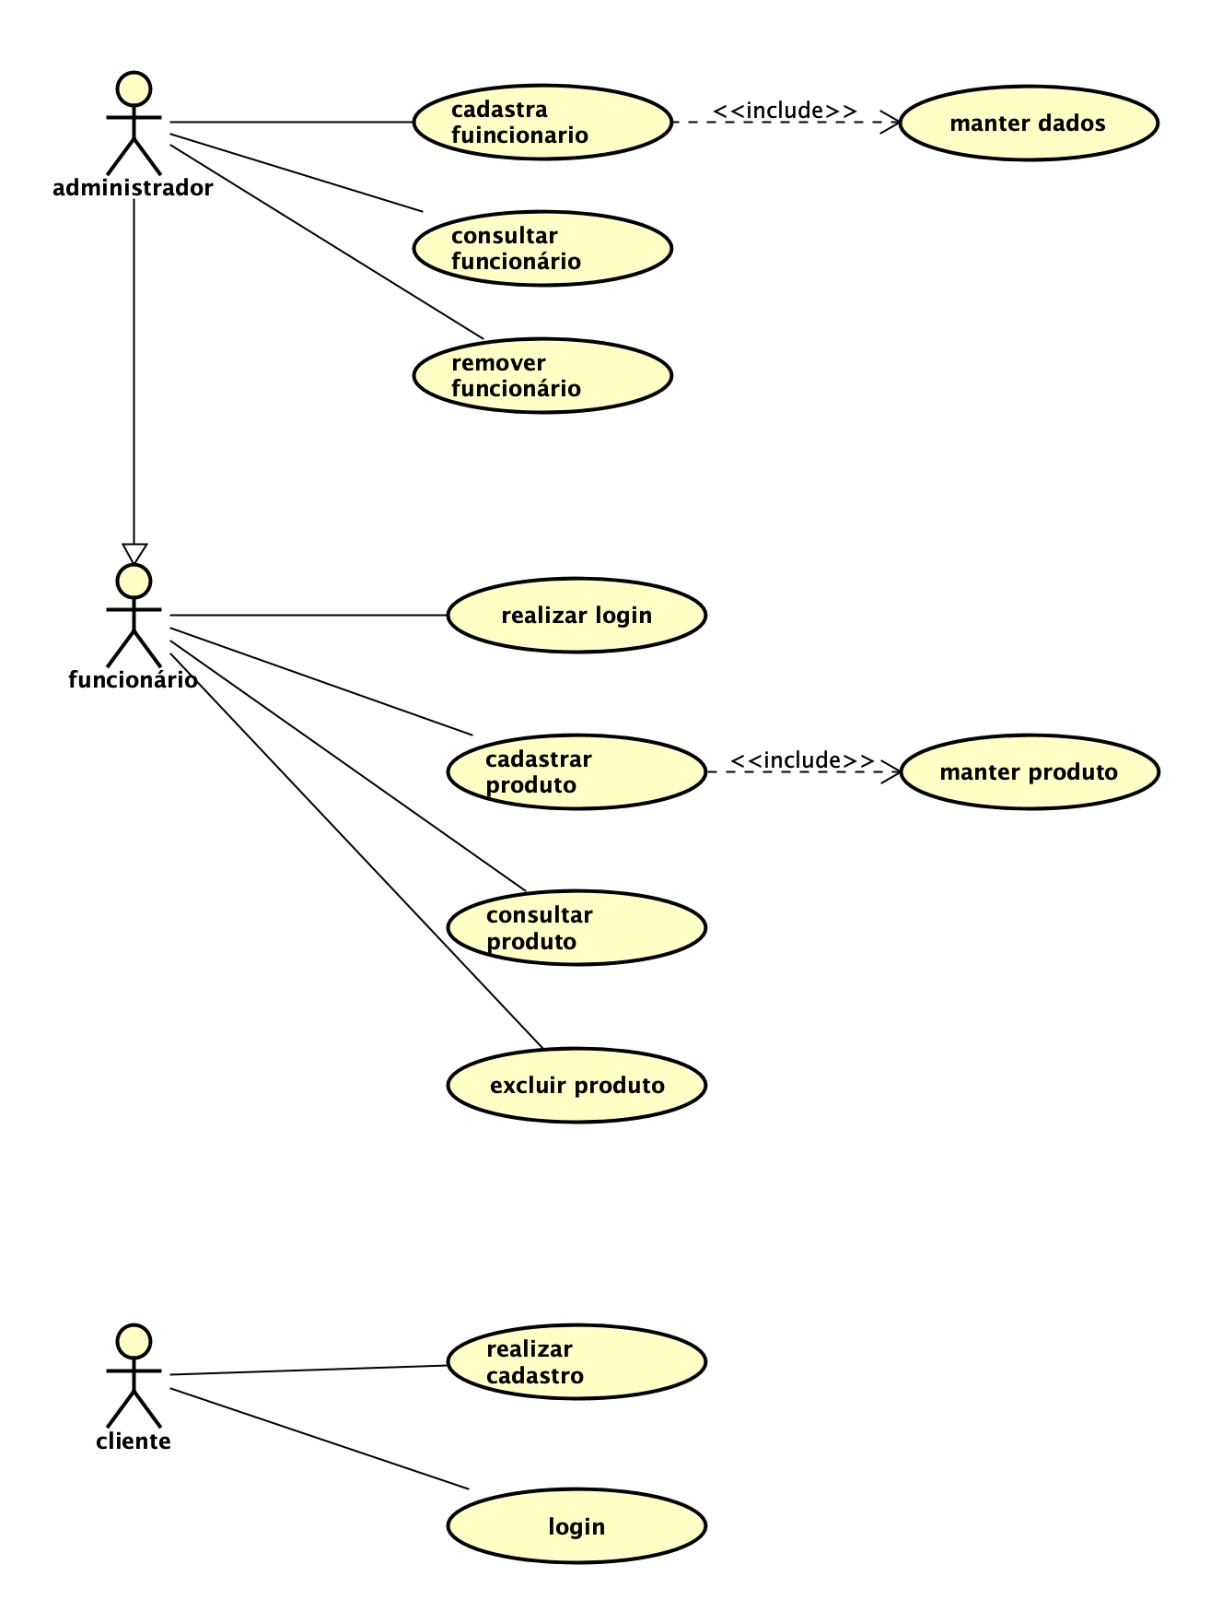 cadastra
fuincionario
<<include>>
manter dados
administrador
consultar
funcionário
remover
funcionário
realizar login
funcionário
cadastrar
produto
<<include>>
manter produto
consultar
produto
excluir produto
realizar
cadastro
cliente
login